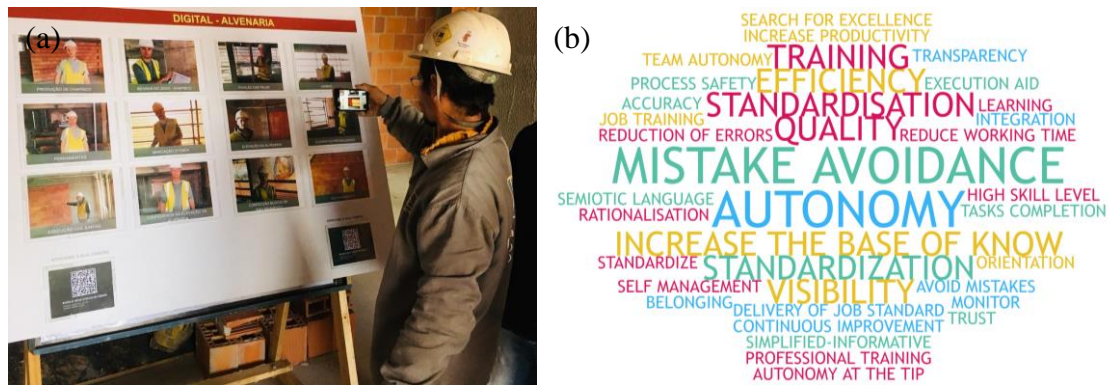 (a)
DIGITAL - ALVENARIA
(b)
SEARCH FOR EXCELLENCE
INCREASE PRODUCTIVITY
TEAM AUTONOMY TRAINING TRANSPARENCY
PROCESS SAFETY EFFICIENCY EXECUTION AID
ACCURACY STANDARDISATION LEARNING
JOB TRAINING INTEGRATION
REDUCTION OF ERRORS QUALITY REDUCE WORKING TIME
MISTAKE AVOIDANCE
SEMIOTIC LANGUAGE AUTONOMY HIGH SKILL LEVEL
RATIONALISATION TASKS COMPLETION
INCREASE THE BASE OF KNOW
STANDARDIZE STANDARDIZATION ORIENTATION
SELF MANAGEMENT VISIBILITY AVOID MISTAKES
BELONGING MONITOR
DELIVERY OF JOB STANDARD
CONTINUOUS IMPROVEMENT TRUST
SIMPLIFIED-INFORMATIVE
PROFESSIONAL TRAINING
AUTONOMY AT THE TIP